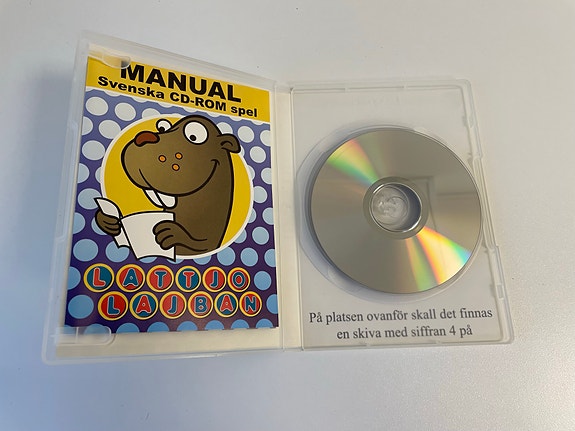 MANUAL
Svenska CD-ROM spel
LATTJO
LAJBAN
På platsen ovanför skall det finnas
en skiva med siffran 4 på